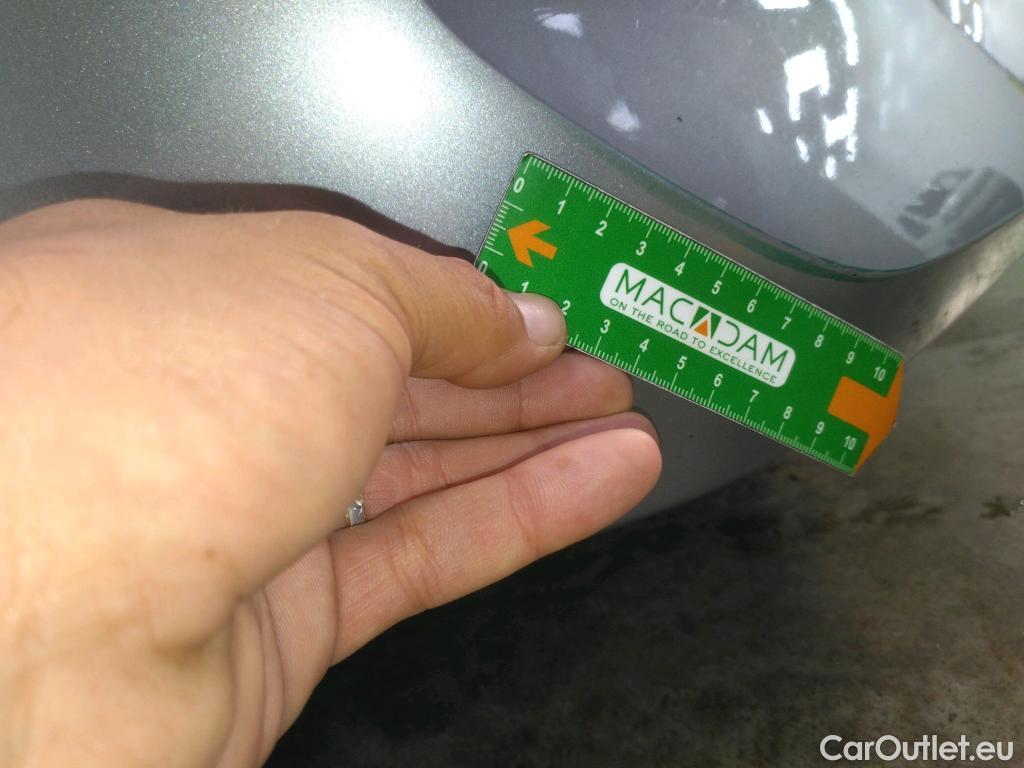 0 1 2 3 4 5 6 7 8 9 10
MACADAM
ON THE ROAD TO EXCELLENCE
0 1 2 3 4 5 6 7 8 9 10
CarOutlet.eu